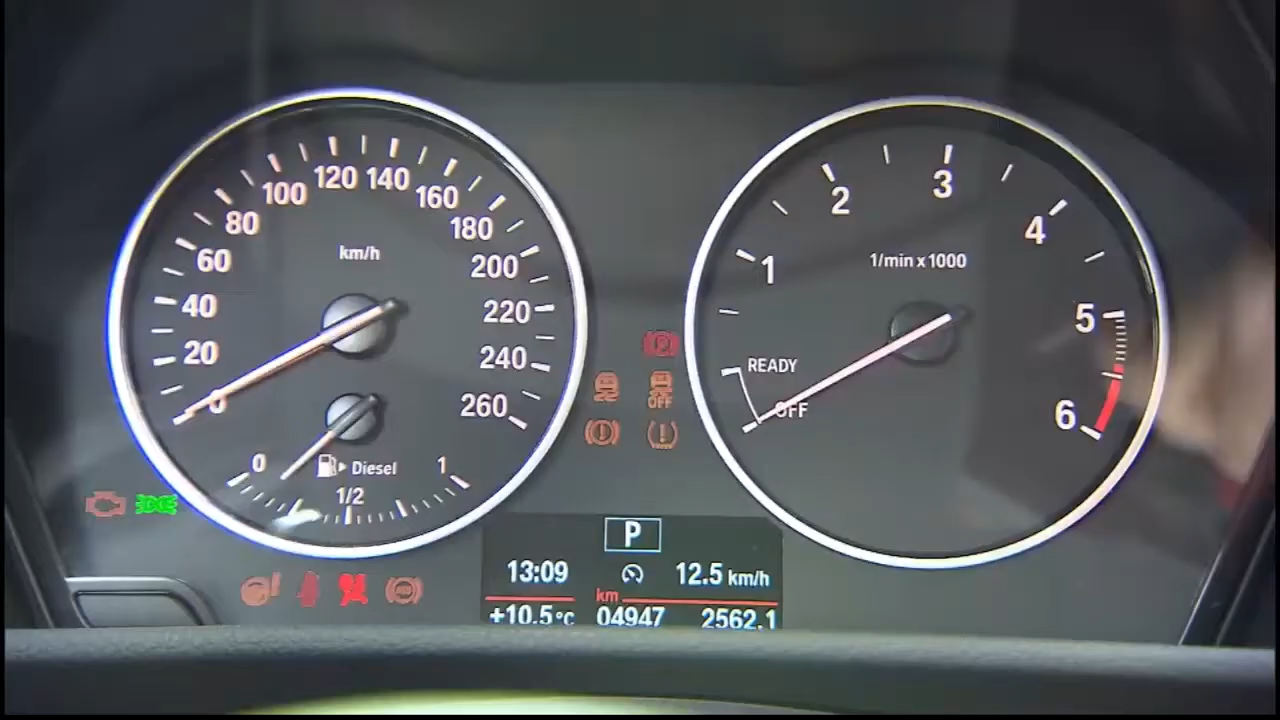 120 140
100 160
80 180
60 200
40 220
20 240
0 260
km/h
0 Diesel 1
1/2
1 2 3 4 5 6
1/min x 1000
READY
OFF
P
OFF
P
13:09 12.5 km/h
km
+10.5°C 04947 2562.1